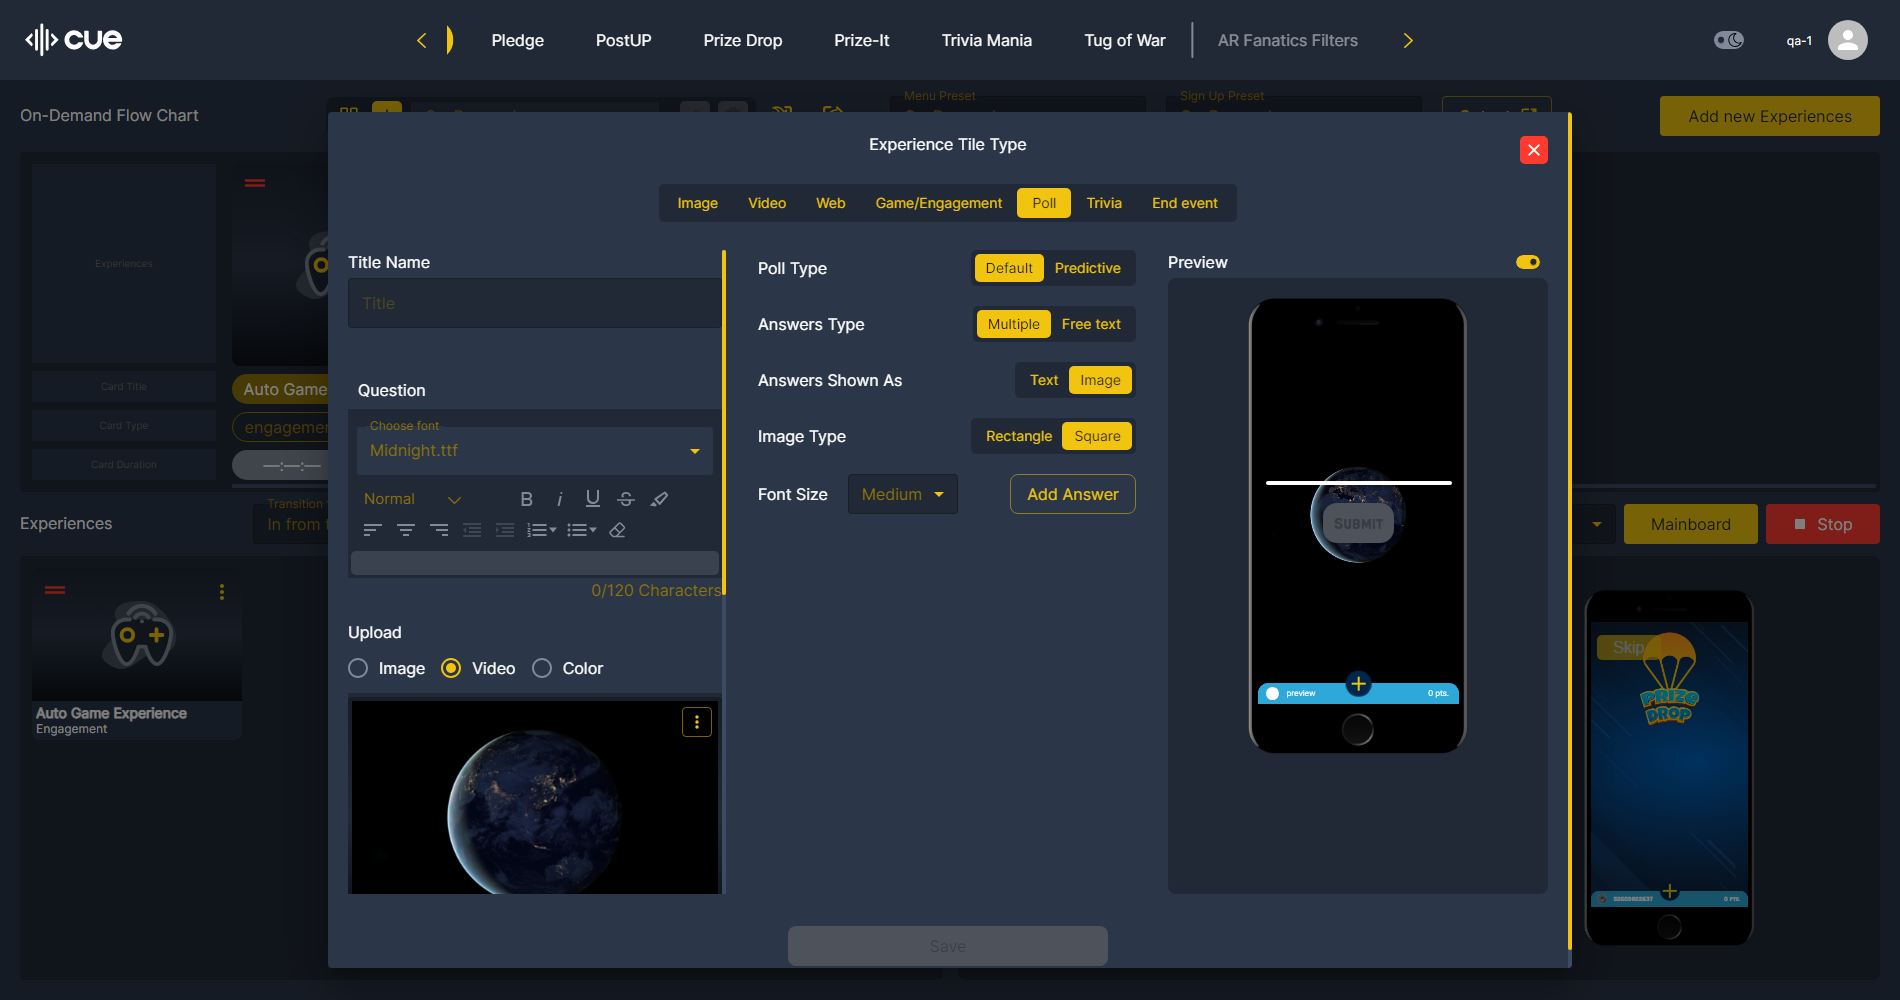 cue
Pledge
PostUP
Prize Drop
Prize-It
Trivia Mania
Tug of War
AR Fanatics Filters
qa-1
On-Demand Flow Chart
Menu Preset
Sign Up Preset
Add new Experiences
Experience Tile Type
Image
Video
Web
Game/Engagement
Poll
Trivia
End event
Experiences
Card Title
Card Type
Card Duration
Auto Game
engagemen
—:—:—
Title Name
Title
Question
Choose font
Midnight.ttf
Normal
B
i
U
S
0/120 Characters
Upload
Image
Video
Color
Poll Type
Default
Predictive
Answers Type
Multiple
Free text
Answers Shown As
Text
Image
Image Type
Rectangle
Square
Font Size
Medium
Add Answer
Preview
SUBMIT
preview
0 pts.
Save
Experiences
Transition
In from
Mainboard
Stop
Auto Game Experience
Engagement
Skip
PRIZE
DROP
0 PTS.